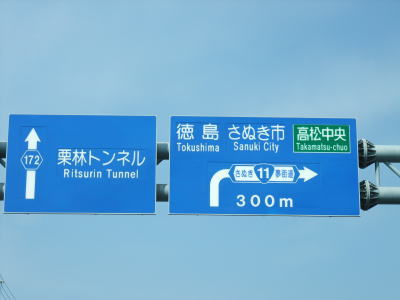 172
栗林トンネル
Ritsurin Tunnel
徳島 さぬき市 高松中央
Tokushima Sanuki City Takamatsu-chuo
さぬき 11 夢街道
300m